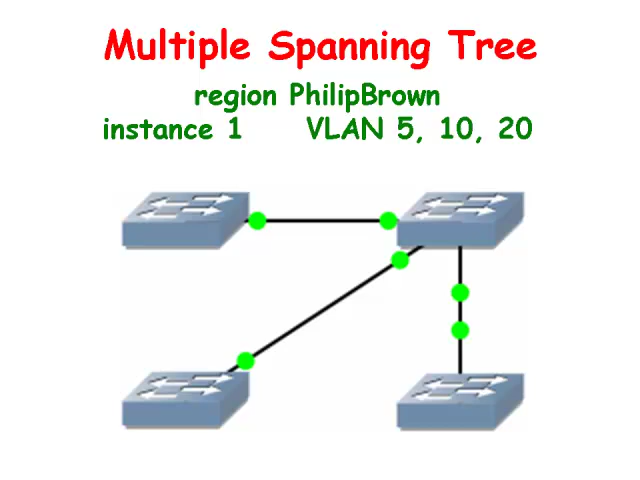 Multiple Spanning Tree
region PhilipBrown
instance 1 VLAN 5, 10, 20